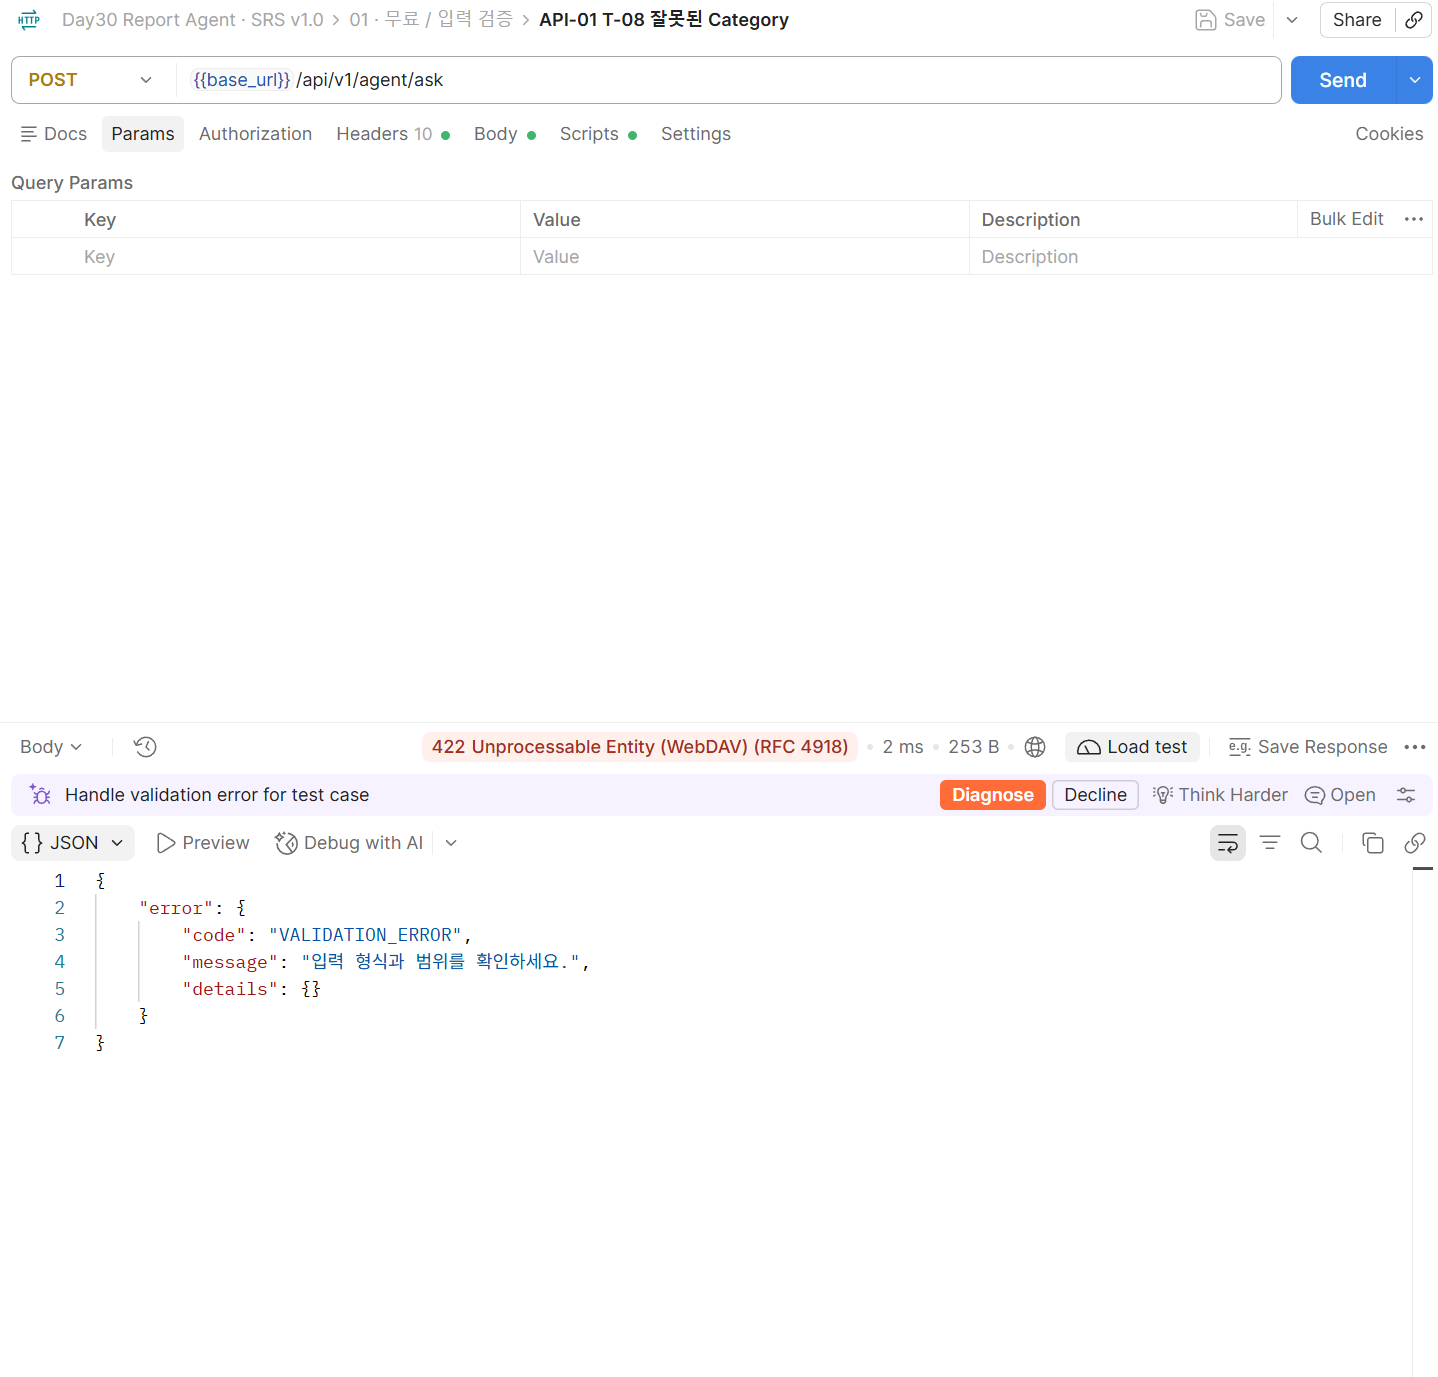 HTTP Day30 Report Agent · SRS v1.0 > 01 · 무료 / 입력 검증 > API-01 T-08 잘못된 Category Save Share
POST {{base_url}} /api/v1/agent/ask Send
Docs Params Authorization Headers 10 Body Scripts Settings Cookies
Query Params
Key Value Description Bulk Edit ...
Key Value Description
Body 422 Unprocessable Entity (WebDAV) (RFC 4918) 2 ms 253 B Load test e.g. Save Response ...
Handle validation error for test case Diagnose Decline Think Harder Open
{} JSON Preview Debug with AI
1 {
2 "error": {
3 "code": "VALIDATION_ERROR",
4 "message": "입력 형식과 범위를 확인하세요.",
5 "details": {}
6 }
7 }